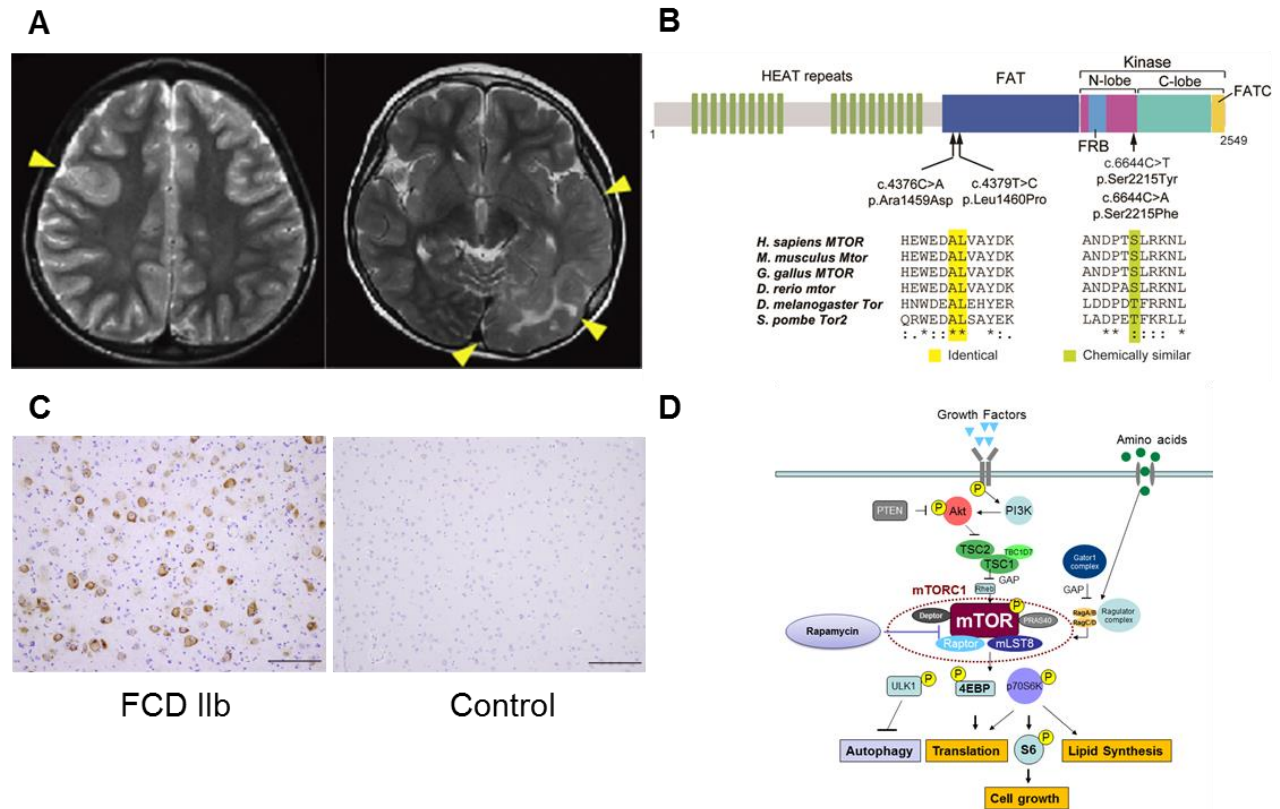 A
B
HEAT repeats
FAT
Kinase
N-lobe
C-lobe
FATC
1
FRB
2549
c.4376C>A
p.Ara1459Asp
c.4379T>C
p.Leu1460Pro
c.6644C>T
p.Ser2215Tyr
c.6644C>A
p.Ser2215Phe
H. sapiens MTOR HEWEDALVAYDK ANDPTSLRKNL
M. musculus Mtor HEWEDALVAYDK ANDPTSLRKNL
G. gallus MTOR HEWEDALVAYDK ANDPTSLRKNL
D. rerio mtor HEWEDALVAYDK ANDPASLRKNL
D. melanogaster Tor HNWDEALEHYER LDDPDTFRRNL
S. pombe Tor2 QRWEDALSAYEK LADPETFKRLL
:.*::** *: ** :::: *
Identical
Chemically similar
C
FCD IIb
Control
D
Growth Factors
Amino acids
P
PTEN
P
Akt
PI3K
TSC2
TBC1D7
TSC1
GAP
Rheb
Gator1
complex
GAP
mTORC1
P
Deptor
mTOR
PRAS40
RagA/B
RagC/D
Ragulator
complex
Rapamycin
Raptor
mLST8
ULK1
P
P
4EBP
p70S6K
P
Autophagy
Translation
S6
P
Lipid Synthesis
Cell growth